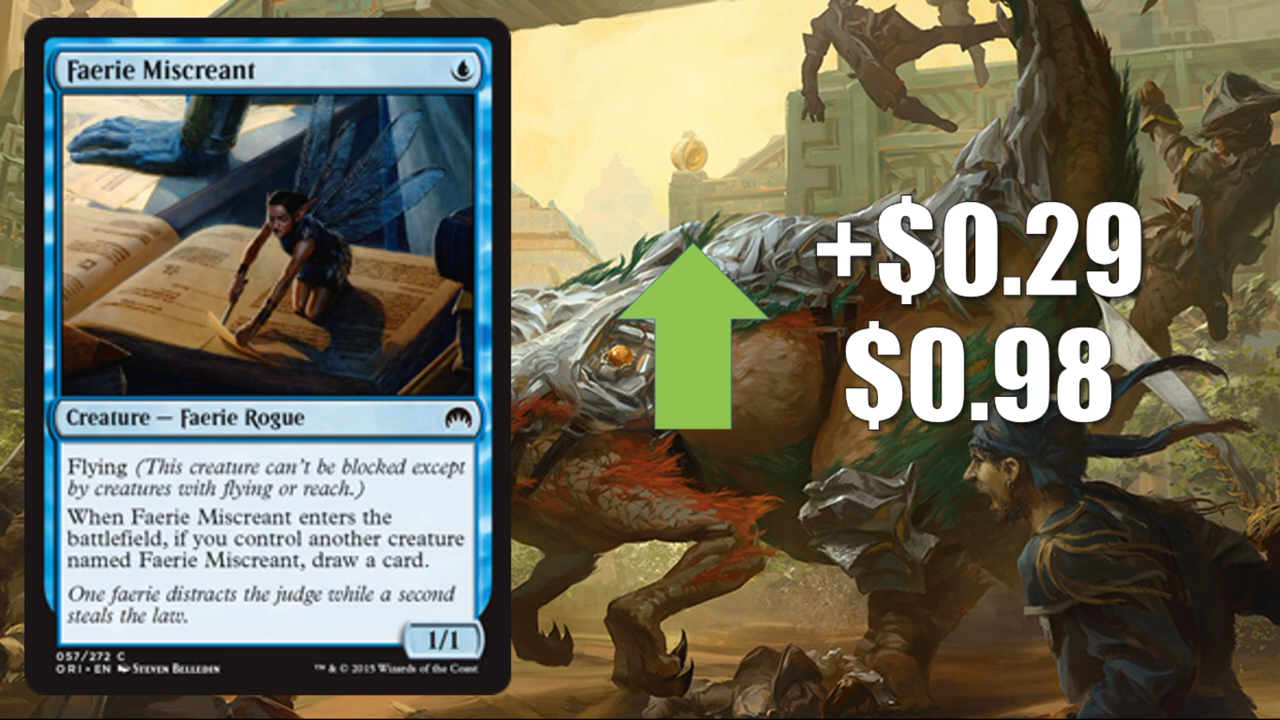 Faerie Miscreant
Creature — Faerie Rogue
Flying (This creature can't be blocked except
by creatures with flying or reach.)
When Faerie Miscreant enters the
battlefield, if you control another creature
named Faerie Miscreant, draw a card.
One faerie distracts the judge while a second
steals the law.
1/1
057/272 C
ORI • EN Steven Belledin
™ & © 2015 Wizards of the Coast
+$0.29
$0.98